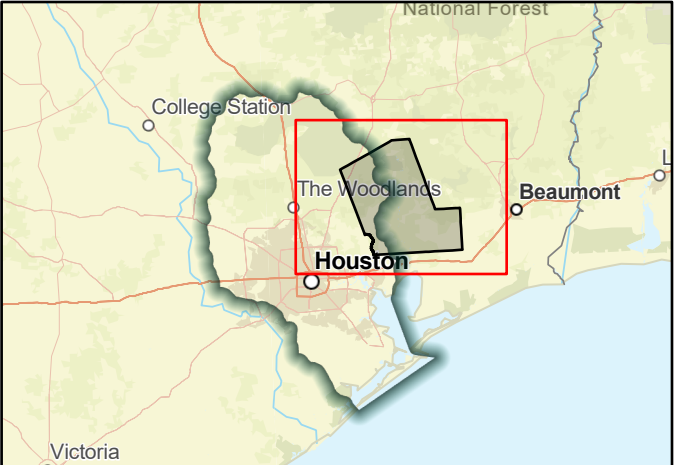 National Forest
College Station
The Woodlands
Beaumont
L
Houston
Victoria